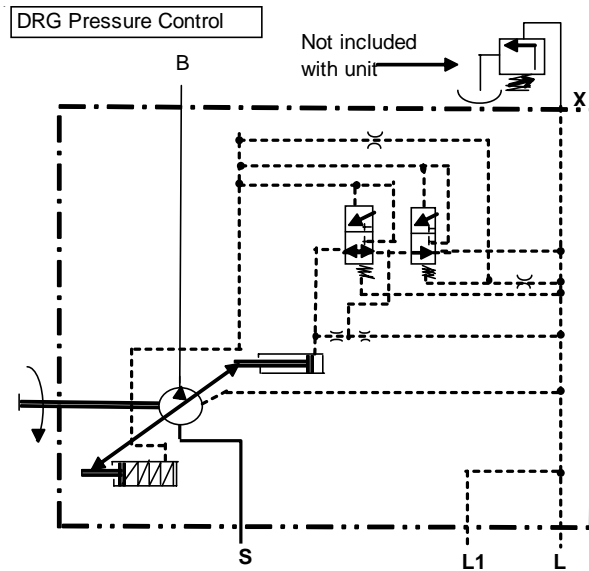 DRG Pressure Control
Not included
with unit
B
X
S
L1
L